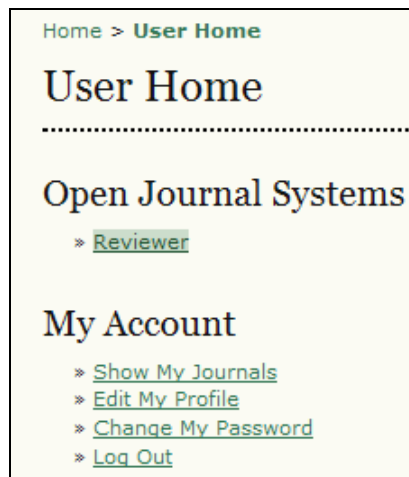 Home > User Home
User Home
Open Journal Systems
» Reviewer
My Account
» Show My Journals
» Edit My Profile
» Change My Password
» Log Out